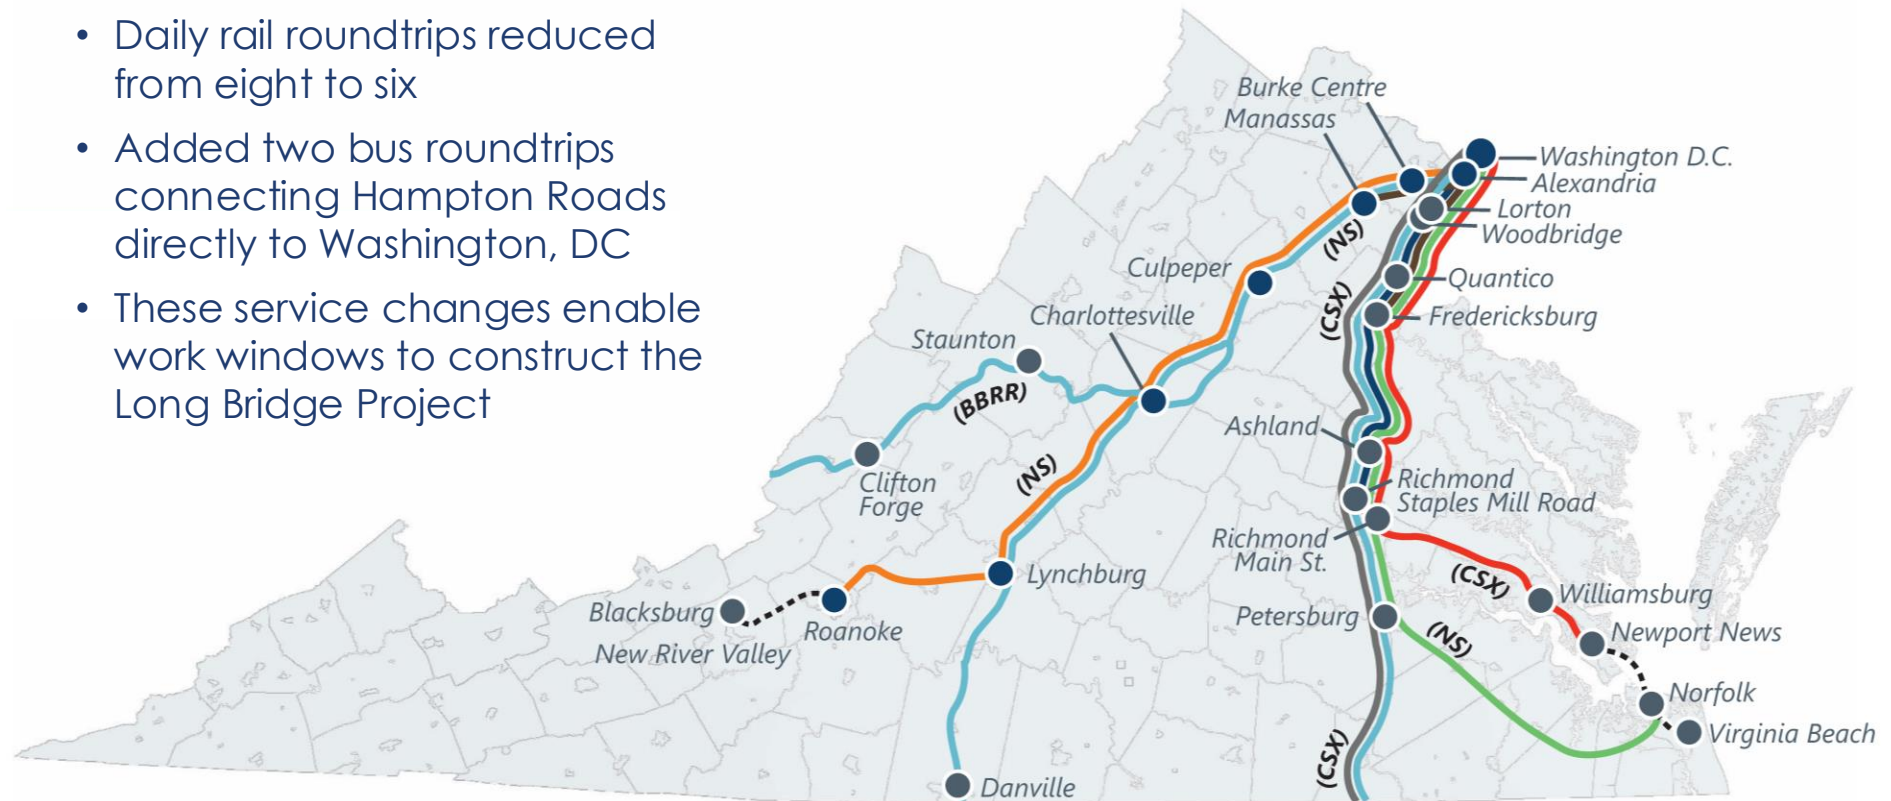 • Daily rail roundtrips reduced
from eight to six
• Added two bus roundtrips
connecting Hampton Roads
directly to Washington, DC
• These service changes enable
work windows to construct the
Long Bridge Project
Burke Centre
Manassas
Washington D.C.
Alexandria
Lorton
Woodbridge
(NS)
Culpeper
Quantico
Charlottesville
(CSX)
Fredericksburg
Staunton
(BBRR)
Ashland
Clifton
Forge
(NS)
Richmond
Staples Mill Road
Richmond
Main St.
Lynchburg
(CSX)
Williamsburg
Blacksburg
Roanoke
New River Valley
Petersburg
(NS)
Newport News
Norfolk
Virginia Beach
(CSX)
Danville